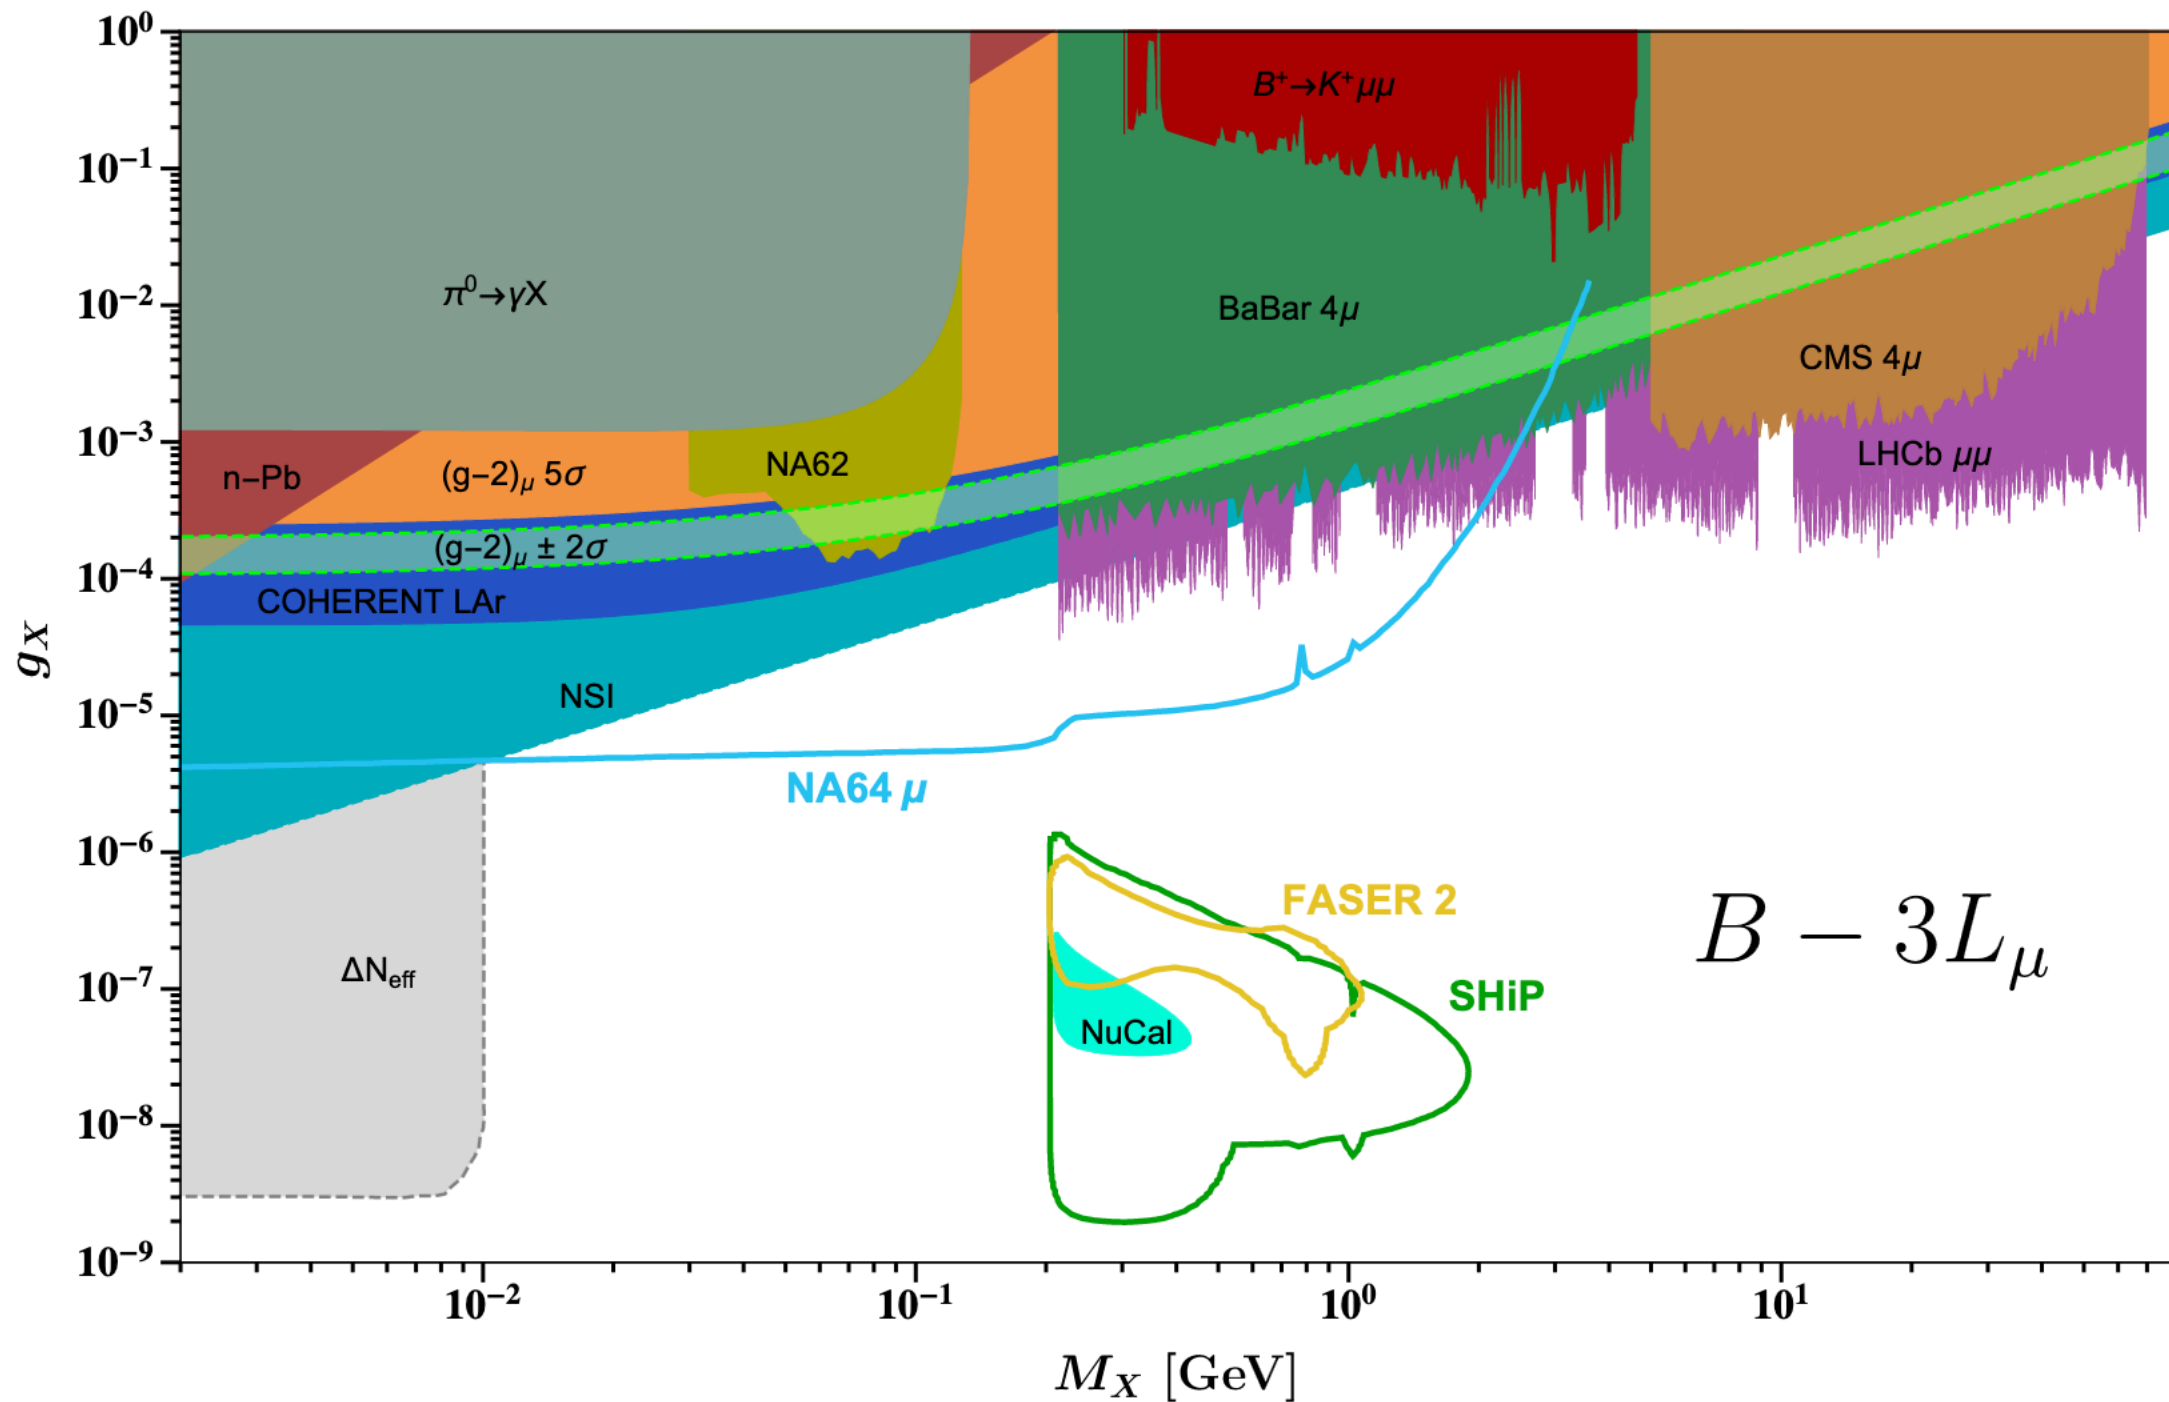 10⁰
10⁻¹
10⁻²
10⁻³
10⁻⁴
10⁻⁵
10⁻⁶
10⁻⁷
10⁻⁸
10⁻⁹
g_X
B⁺→K⁺μμ
π⁰→γX
BaBar 4μ
CMS 4μ
n−Pb
(g−2)_μ 5σ
NA62
LHCb μμ
(g−2)_μ ± 2σ
COHERENT LAr
NSI
NA64 μ
FASER 2
B − 3L_μ
ΔN_eff
SHiP
NuCal
10⁻²
10⁻¹
10⁰
10¹
M_X [GeV]